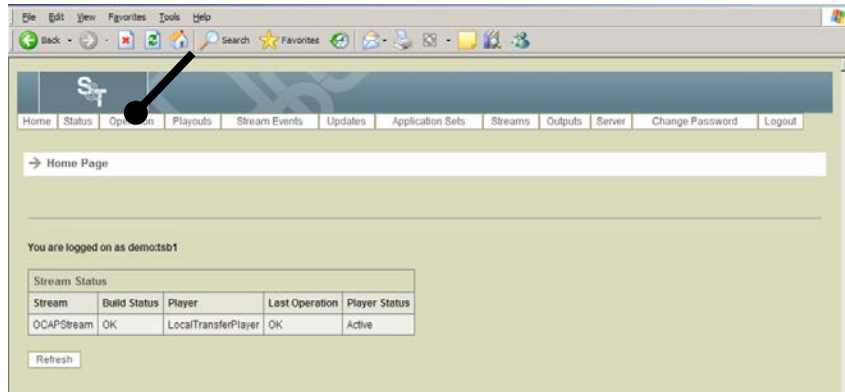 File Edit View Favorites Tools Help
Back Search Favorites
S&T
Home Status Operation Playouts Stream Events Updates Application Sets Streams Outputs Server Change Password Logout
Home Page
You are logged on as demo:tsb1
Stream Status
Stream Build Status Player Last Operation Player Status
OCAPStream OK LocalTransferPlayer OK Active
Refresh